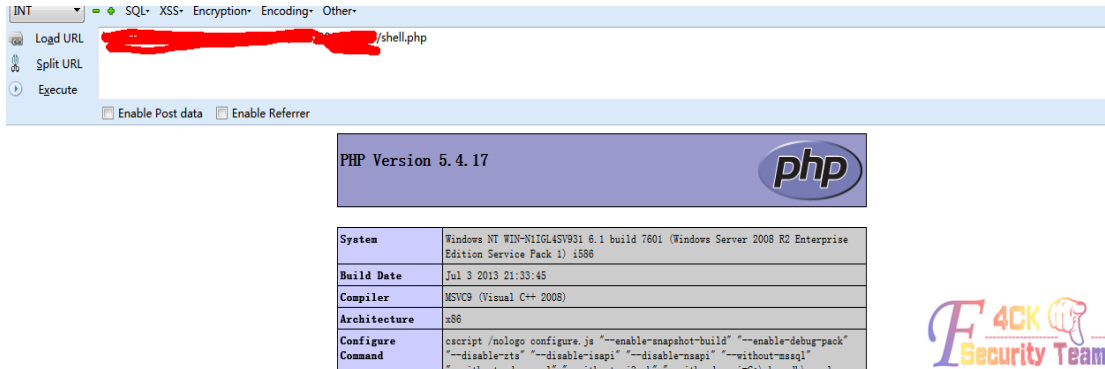 INT SQL- XSS- Encryption- Encoding- Other-
Load URL /shell.php
Split URL
Execute
Enable Post data Enable Referrer
PHP Version 5.4.17
php
System Windows NT WIN-N1IGL4SV931 6.1 build 7601 (Windows Server 2008 R2 Enterprise
Edition Service Pack 1) i586
Build Date Jul 3 2013 21:33:45
Compiler MSVC9 (Visual C++ 2008)
Architecture x86
Configure cscript /nologo configure.js "--enable-snapshot-build" "--enable-debug-pack"
Command "--disable-zts" "--disable-isapi" "--disable-nsapi" "--without-mssql"
F4CK
Security Team